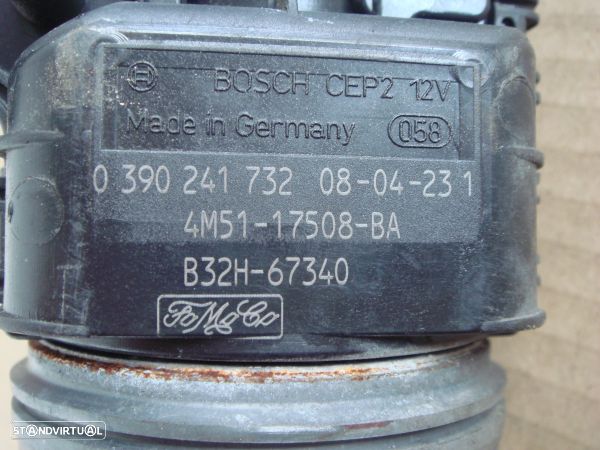 BOSCH CEP2 12V
Made in Germany 058
0 390 241 732 08-04-23 1
4M51-17508-BA
B32H-67340
FoMoCo
STANDVIRTUAL